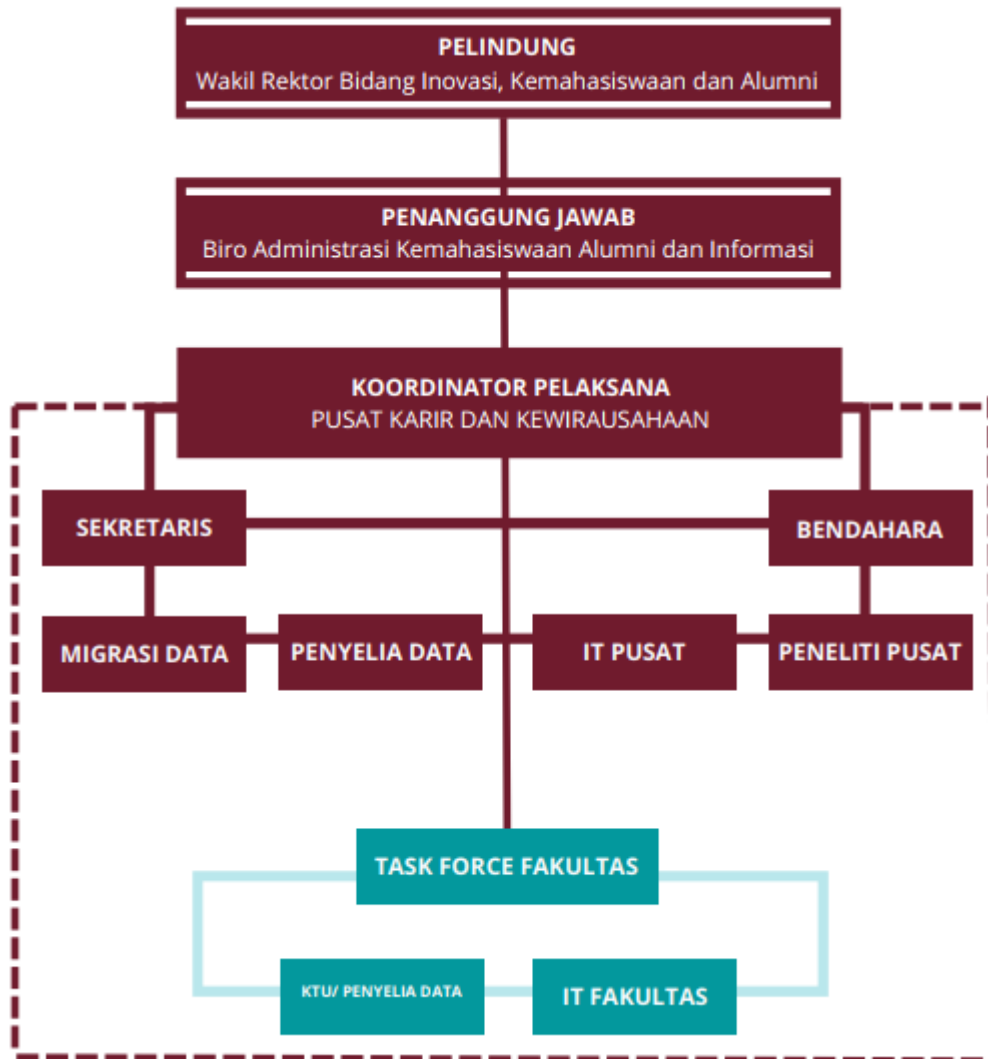 PELINDUNG
Wakil Rektor Bidang Inovasi, Kemahasiswaan dan Alumni
PENANGGUNG JAWAB
Biro Administrasi Kemahasiswaan Alumni dan Informasi
KOORDINATOR PELAKSANA
PUSAT KARIR DAN KEWIRAUSAHAAN
SEKRETARIS
BENDAHARA
MIGRASI DATA
PENYELIA DATA
IT PUSAT
PENELITI PUSAT
TASK FORCE FAKULTAS
KTU/ PENYELIA DATA
IT FAKULTAS